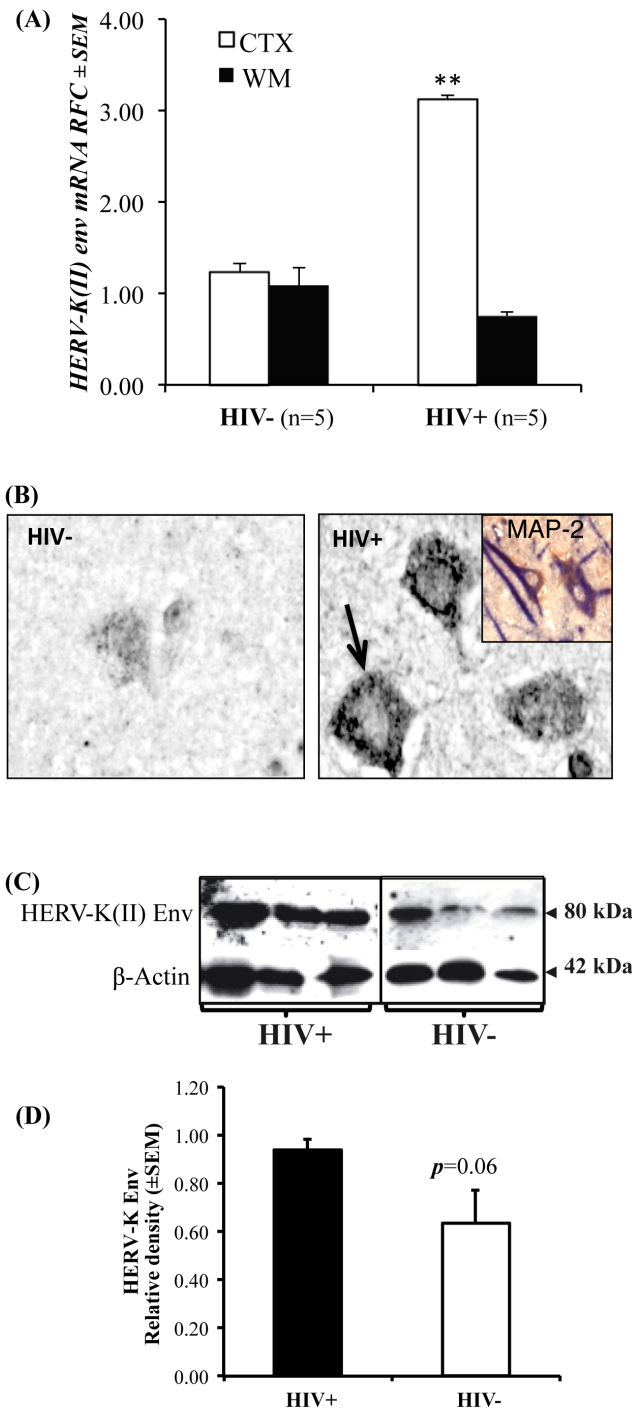 (A)
HERV-K(II) env mRNA RFC ± SEM
4.00
3.00
2.00
1.00
0.00
CTX
WM
**
HIV- (n=5)
HIV+ (n=5)
(B)
HIV-
HIV+
MAP-2
(C)
HERV-K(II) Env
80 kDa
β-Actin
42 kDa
HIV+
HIV-
(D)
HERV-K Env
Relative density (±SEM)
1.20
1.00
0.80
0.60
0.40
0.20
0.00
p=0.06
HIV+
HIV-